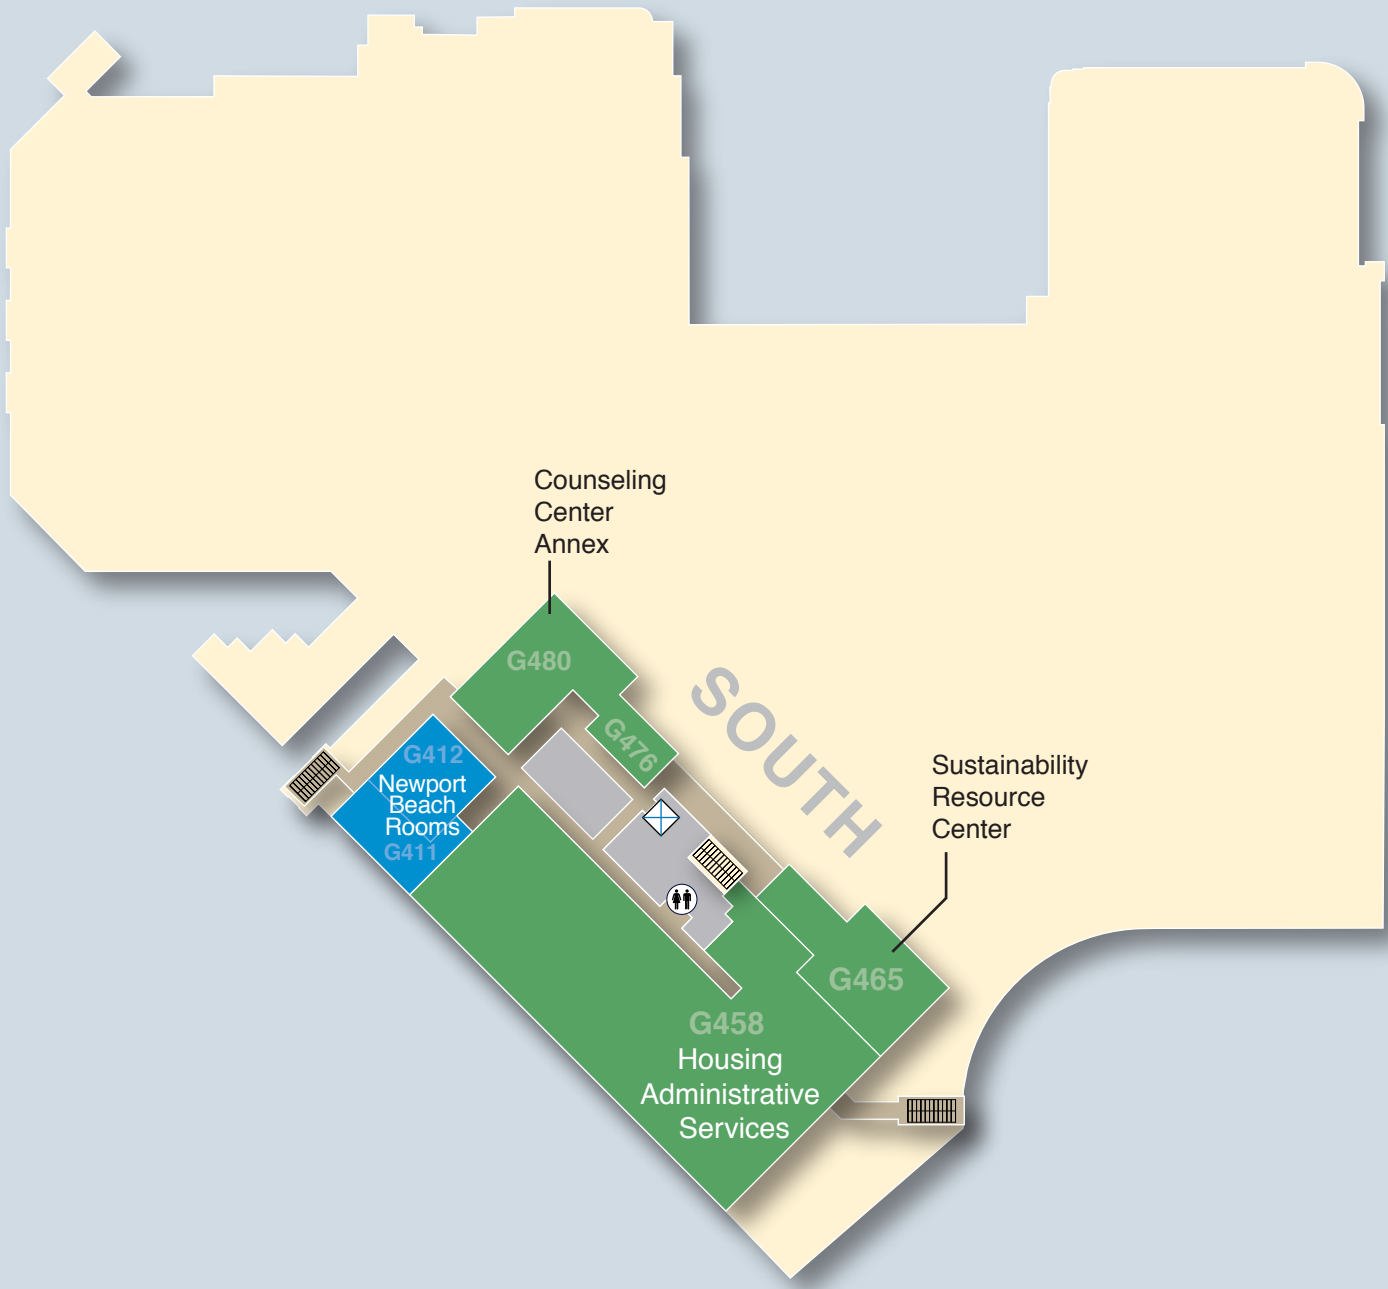 Counseling
Center
Annex
G480
G476
SOUTH
G412
Newport
Beach
Rooms
G411
Sustainability
Resource
Center
G465
G458
Housing
Administrative
Services